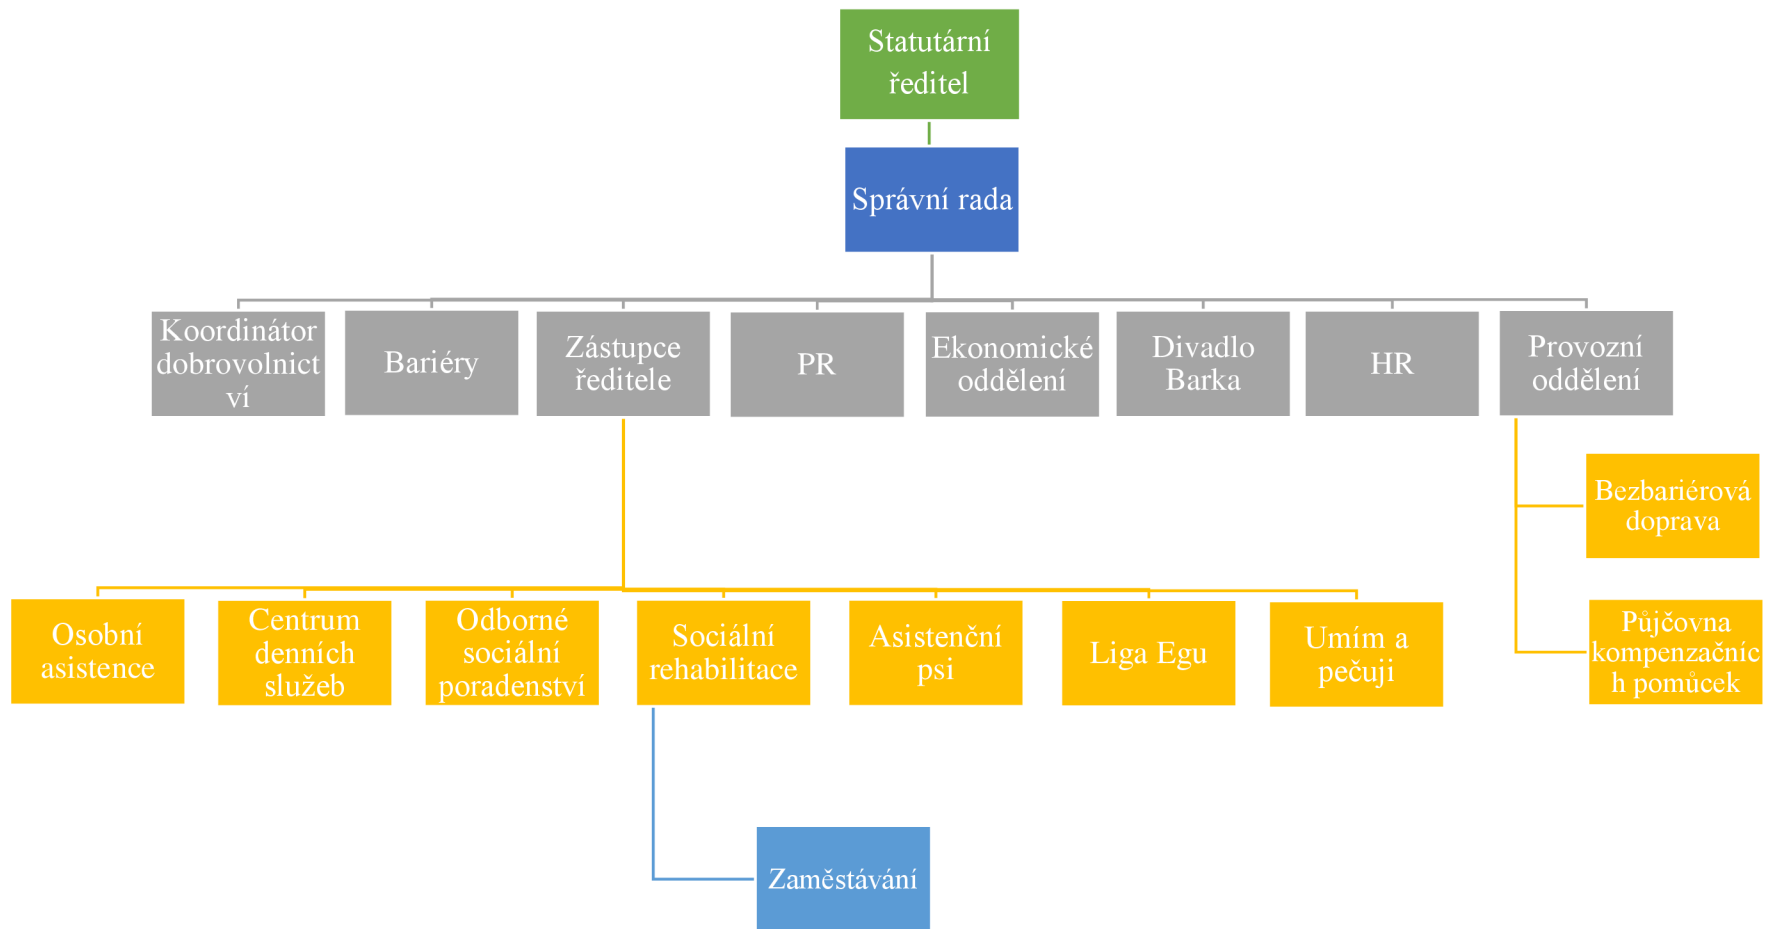 Statutární
ředitel
Správní rada
Koordinátor
dobrovolnict
ví
Bariéry
Zástupce
ředitele
PR
Ekonomické
oddělení
Divadlo
Barka
HR
Provozní
oddělení
Bezbariérová
doprava
Osobní
asistence
Centrum
denních
služeb
Odborné
sociální
poradenství
Sociální
rehabilitace
Asistenční
psi
Liga Egu
Umím a
pečuji
Půjčovna
kompenzačníc
h pomůcek
Zaměstávání